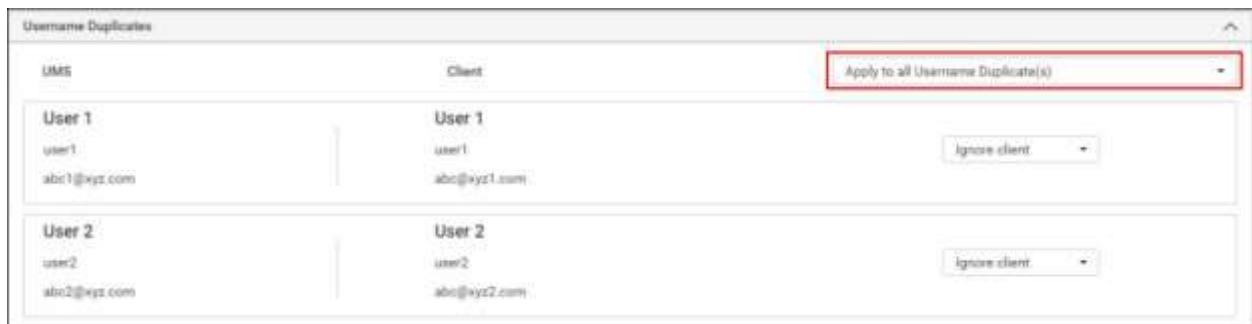 Username Duplicates
UMS Client Apply to all Username Duplicate(s)
User 1 User 1
user1 user1 Ignore client
abc1@xyz.com abc@xyz1.com
User 2 User 2
user2 user2 Ignore client
abc2@xyz.com abc@xyz2.com